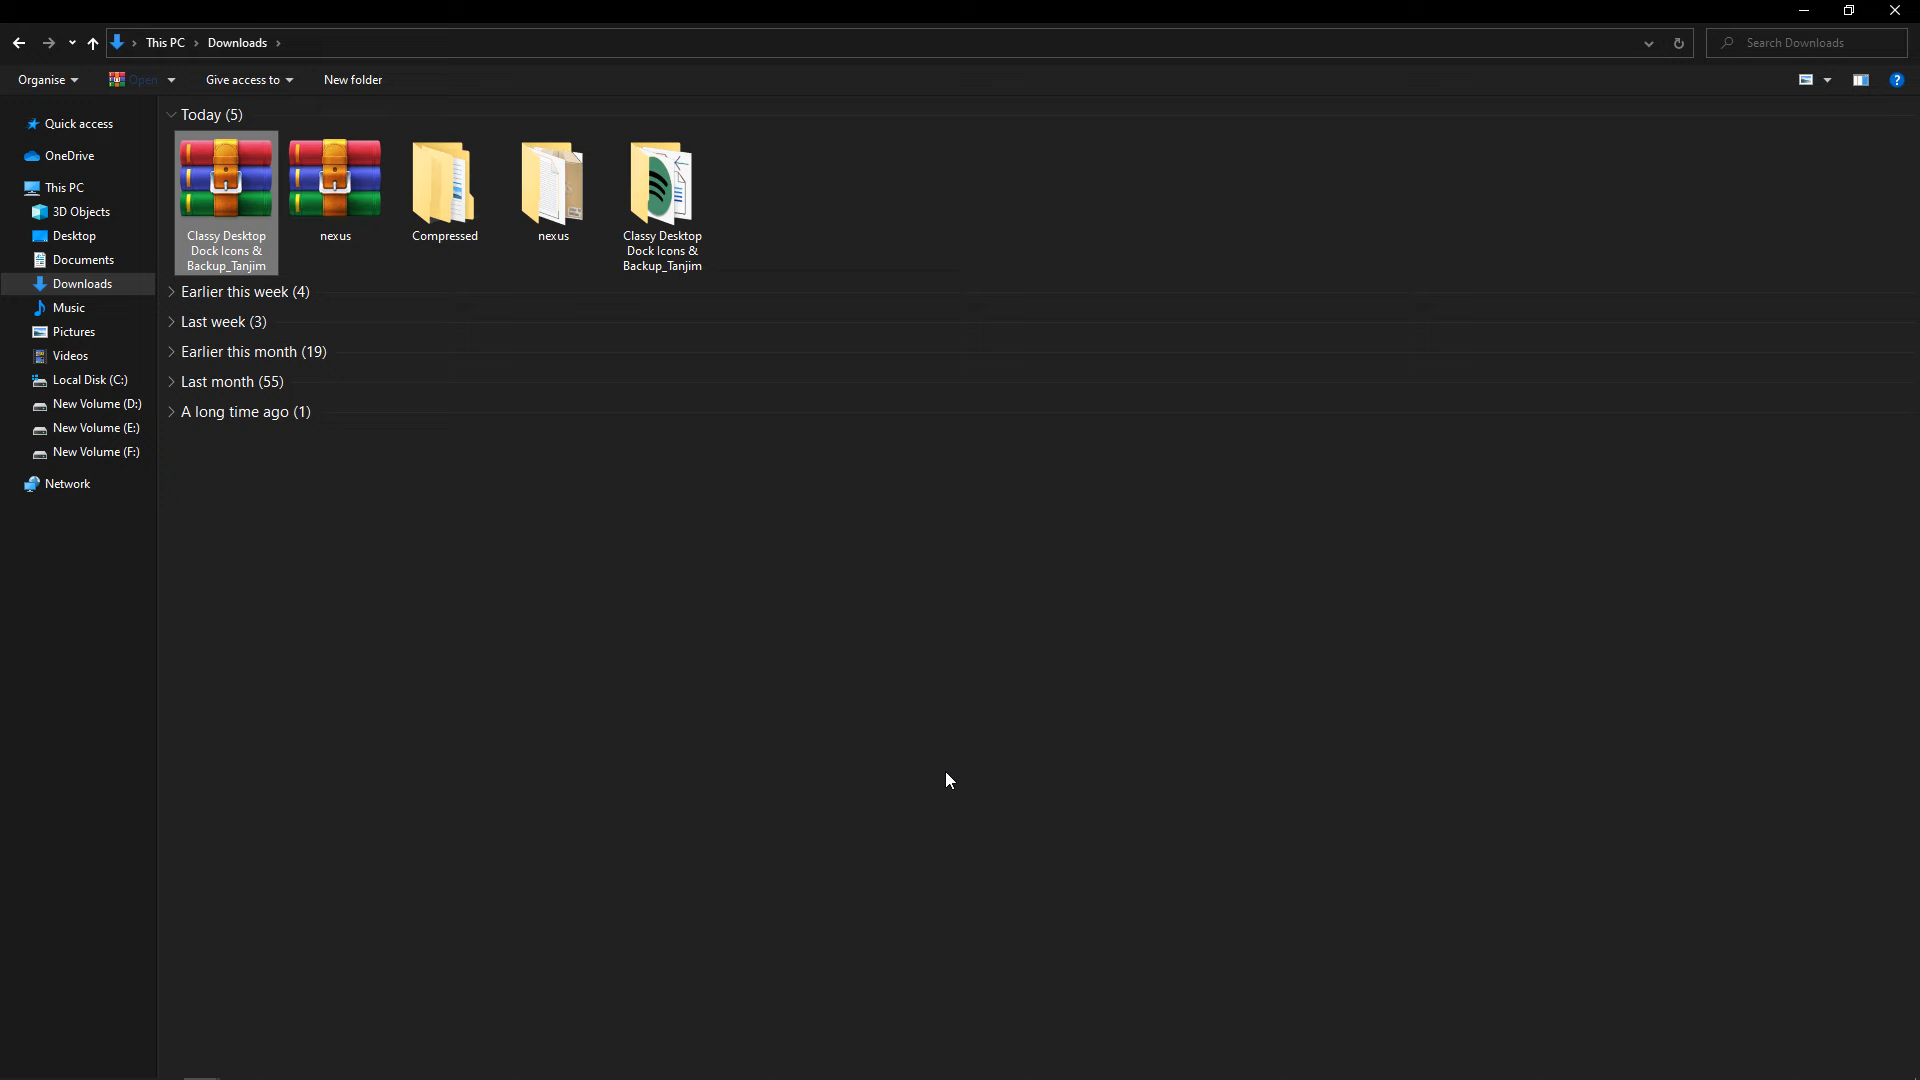 This PC
Downloads
Search Downloads
Organise
Open
Give access to
New folder
Quick access
OneDrive
This PC
3D Objects
Desktop
Documents
Downloads
Music
Pictures
Videos
Local Disk (C:)
New Volume (D:)
New Volume (E:)
New Volume (F:)
Network
Today (5)
Classy Desktop
Dock Icons &
Backup_Tanjim
nexus
Compressed
nexus
Classy Desktop
Dock Icons &
Backup_Tanjim
Earlier this week (4)
Last week (3)
Earlier this month (19)
Last month (55)
A long time ago (1)